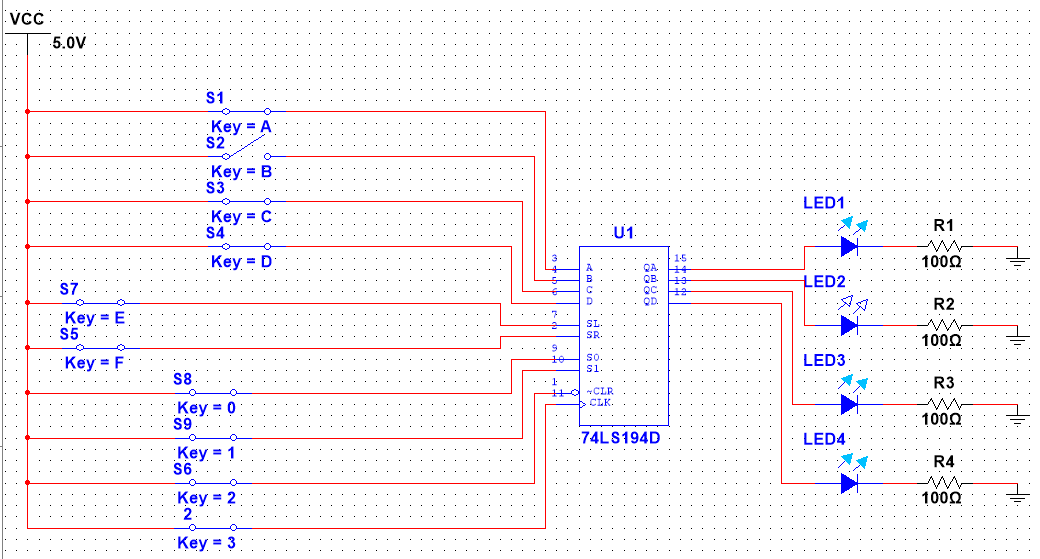 VCC
5.0V
S1
Key = A
S2
Key = B
S3
Key = C
S4
Key = D
S7
Key = E
S5
Key = F
S8
Key = 0
S9
Key = 1
S6
Key = 2
2
Key = 3
U1
3
4
5
6
7
2
9
10
1
11
A
B
C
D
SL
SR
S0
S1
~CLR
CLK
QA
QB
QC
QD
15
14
13
12
74LS194D
LED1
R1
100Ω
LED2
R2
100Ω
LED3
R3
100Ω
LED4
R4
100Ω